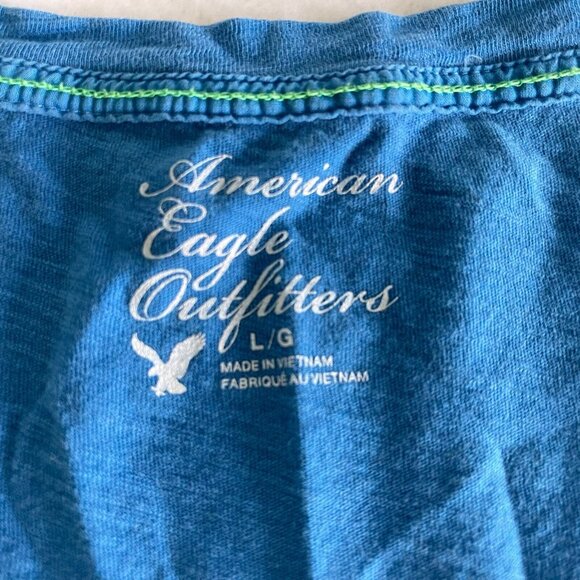 American
Eagle
Outfitters
L/G
MADE IN VIETNAM
FABRIQUÉ AU VIETNAM